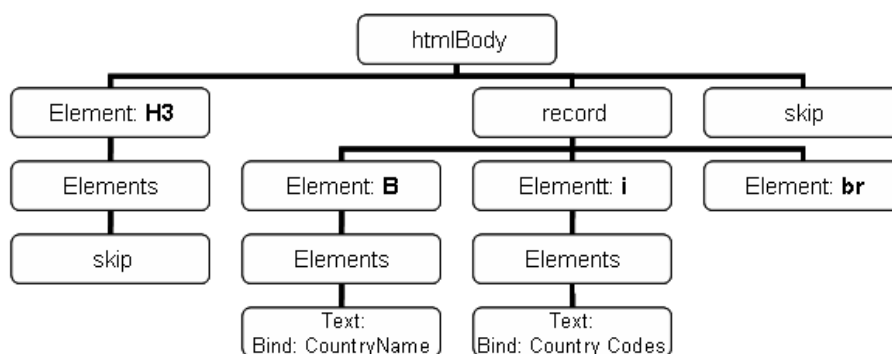 htmlBody
Element: H3
record
skip
Elements
Element: B
Elementt: i
Element: br
skip
Elements
Elements
Text:
Bind: CountryName
Text:
Bind: Country Codes